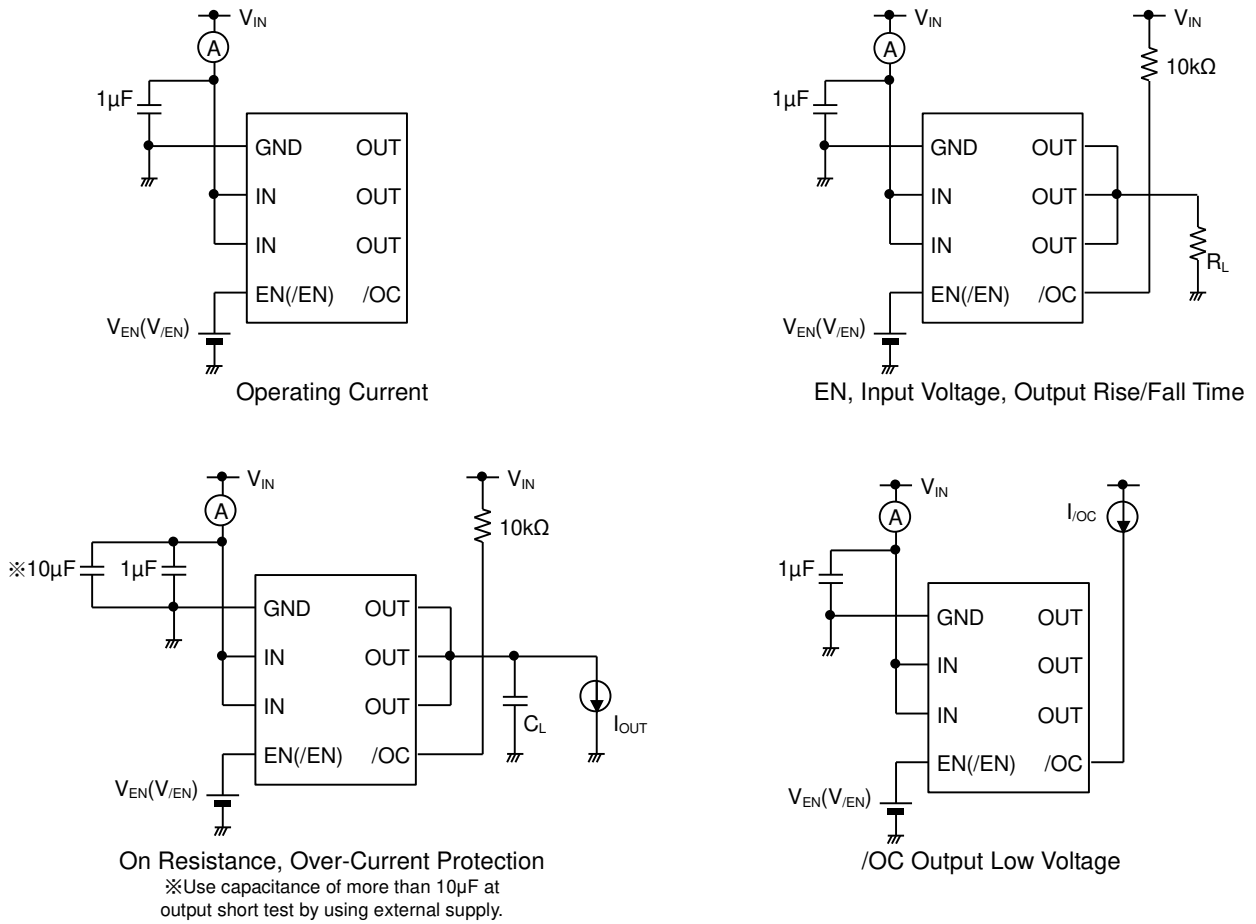 V_IN
A
1µF
GND OUT
IN OUT
IN OUT
EN(/EN) /OC
V_EN(V_/EN)
Operating Current
V_IN V_IN
A
10kΩ
1µF
GND OUT
IN OUT
IN OUT
R_L
EN(/EN) /OC
V_EN(V_/EN)
EN, Input Voltage, Output Rise/Fall Time
V_IN V_IN
A
10kΩ
※10µF 1µF
GND OUT
IN OUT
IN OUT
C_L I_OUT
EN(/EN) /OC
V_EN(V_/EN)
On Resistance, Over-Current Protection
※Use capacitance of more than 10µF at
output short test by using external supply.
V_IN
A
I_/OC
1µF
GND OUT
IN OUT
IN OUT
EN(/EN) /OC
V_EN(V_/EN)
/OC Output Low Voltage